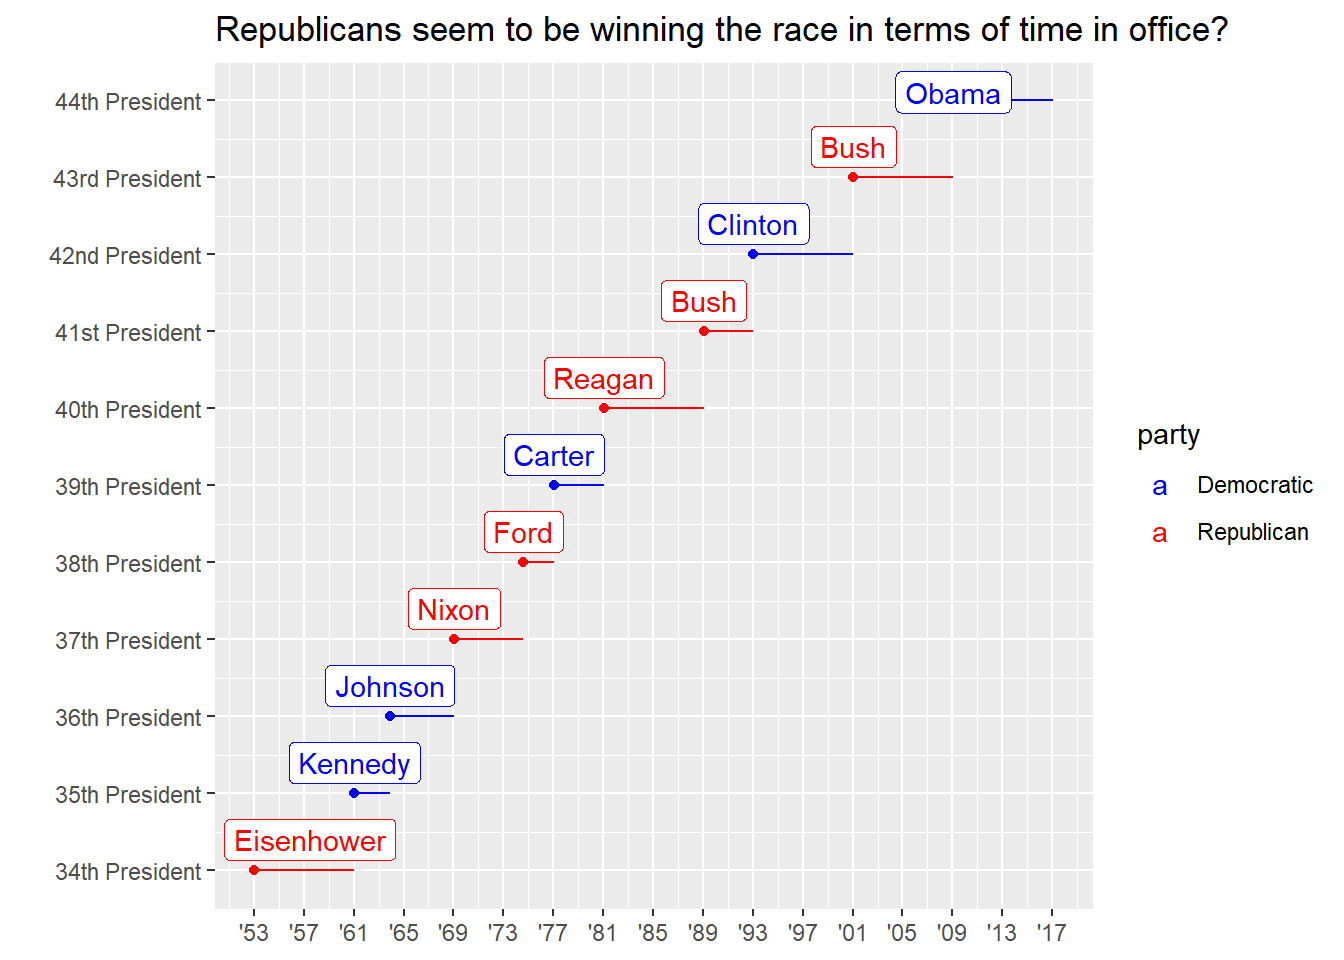 Republicans seem to be winning the race in terms of time in office?
44th President
Obama
Bush
43rd President
Clinton
42nd President
Bush
41st President
Reagan
40th President
Carter
39th President
Ford
38th President
Nixon
37th President
Johnson
36th President
Kennedy
35th President
Eisenhower
34th President
'53 '57 '61 '65 '69 '73 '77 '81 '85 '89 '93 '97 '01 '05 '09 '13 '17
party
a Democratic
a Republican